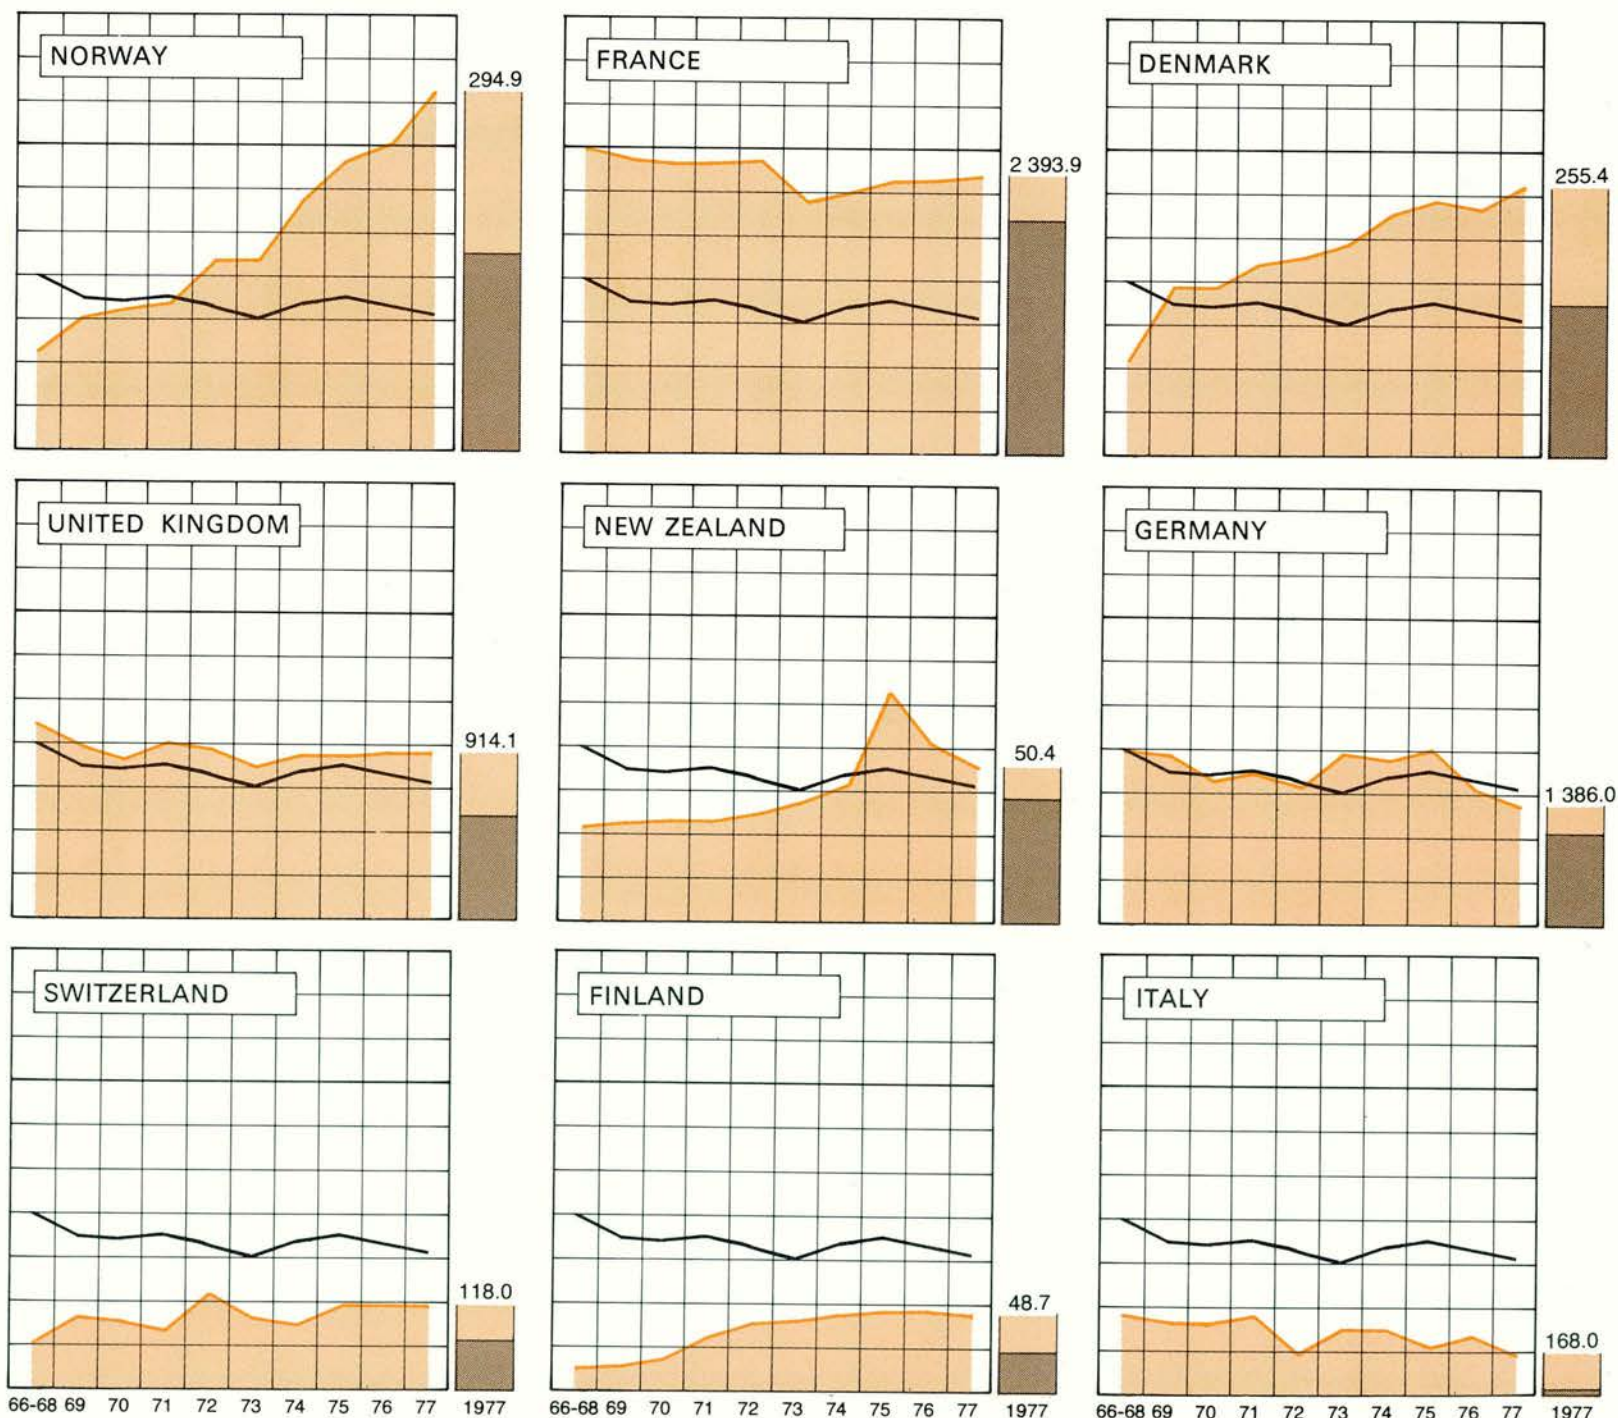 NORWAY
294.9
FRANCE
2 393.9
DENMARK
255.4
UNITED KINGDOM
914.1
NEW ZEALAND
50.4
GERMANY
1 386.0
SWITZERLAND
118.0
FINLAND
48.7
ITALY
168.0
66-68 69 70 71 72 73 74 75 76 77 1977
66-68 69 70 71 72 73 74 75 76 77 1977
66-68 69 70 71 72 73 74 75 76 77 1977